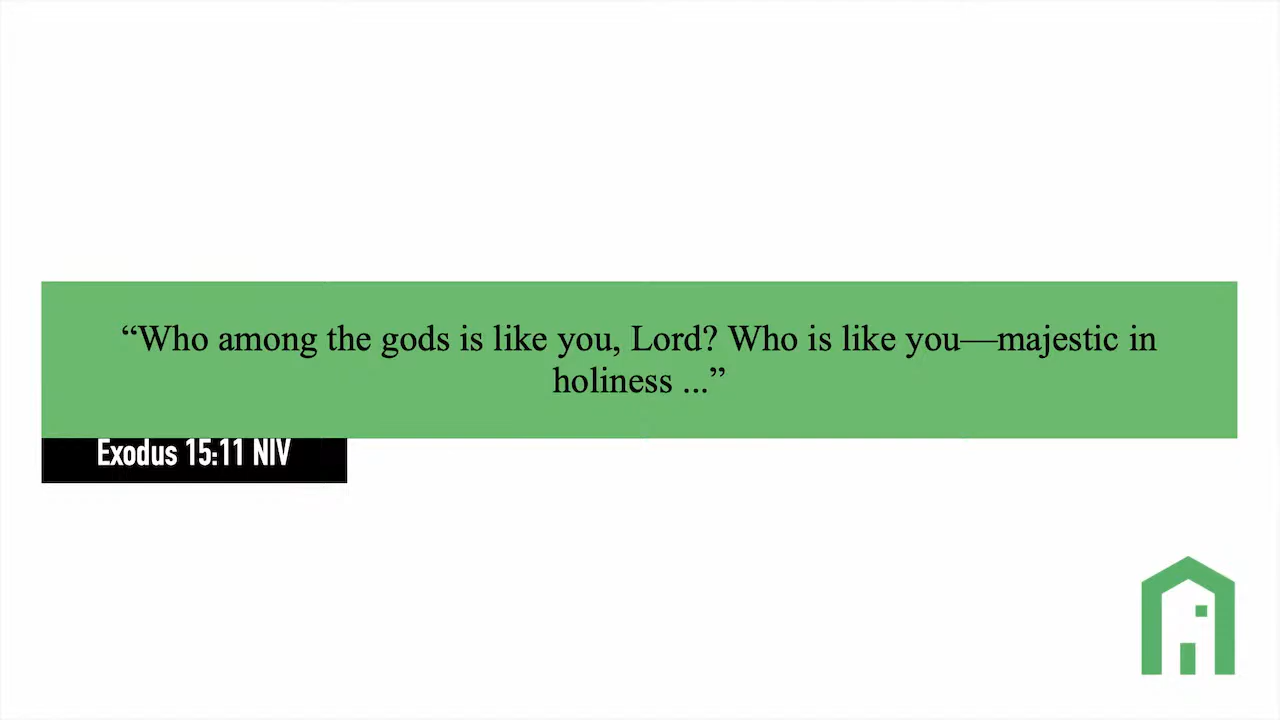 “Who among the gods is like you, Lord? Who is like you—majestic in
holiness ...”
Exodus 15:11 NIV